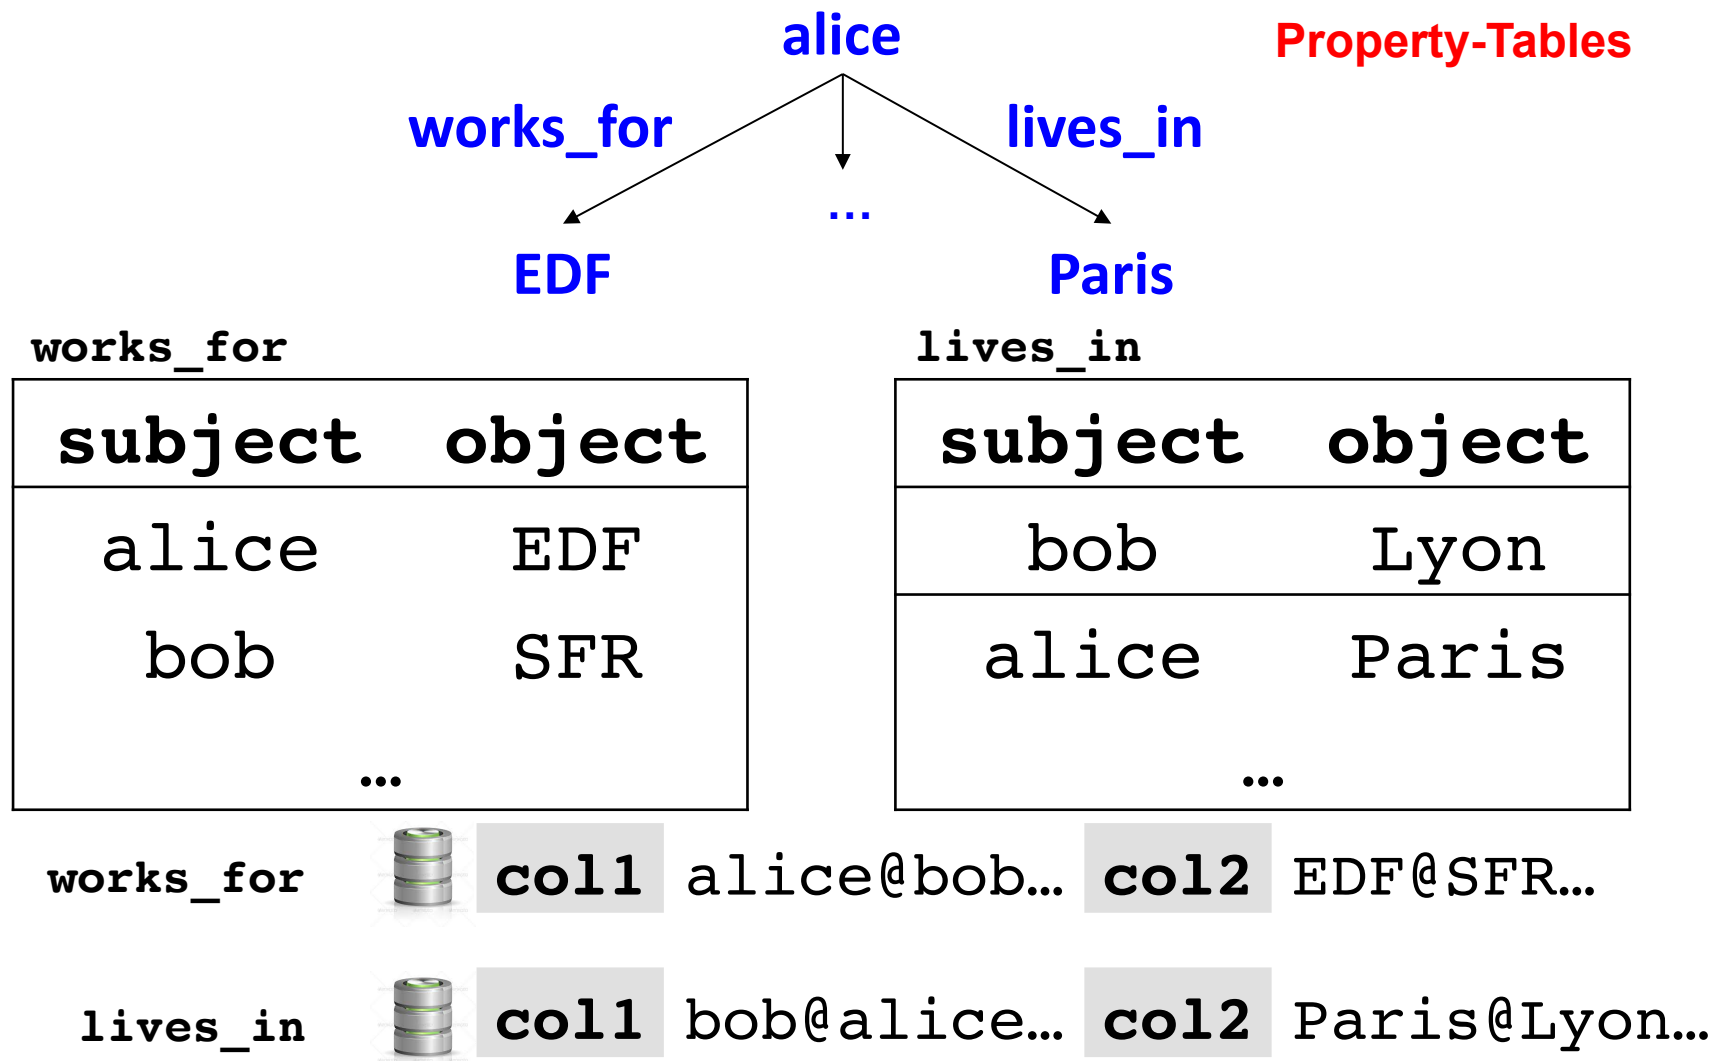 alice
Property-Tables
works_for
lives_in
…
EDF
Paris
works_for
subject object
alice EDF
bob SFR
…
lives_in
subject object
bob Lyon
alice Paris
…
works_for col1 alice@bob… col2 EDF@SFR…
lives_in col1 bob@alice… col2 Paris@Lyon…